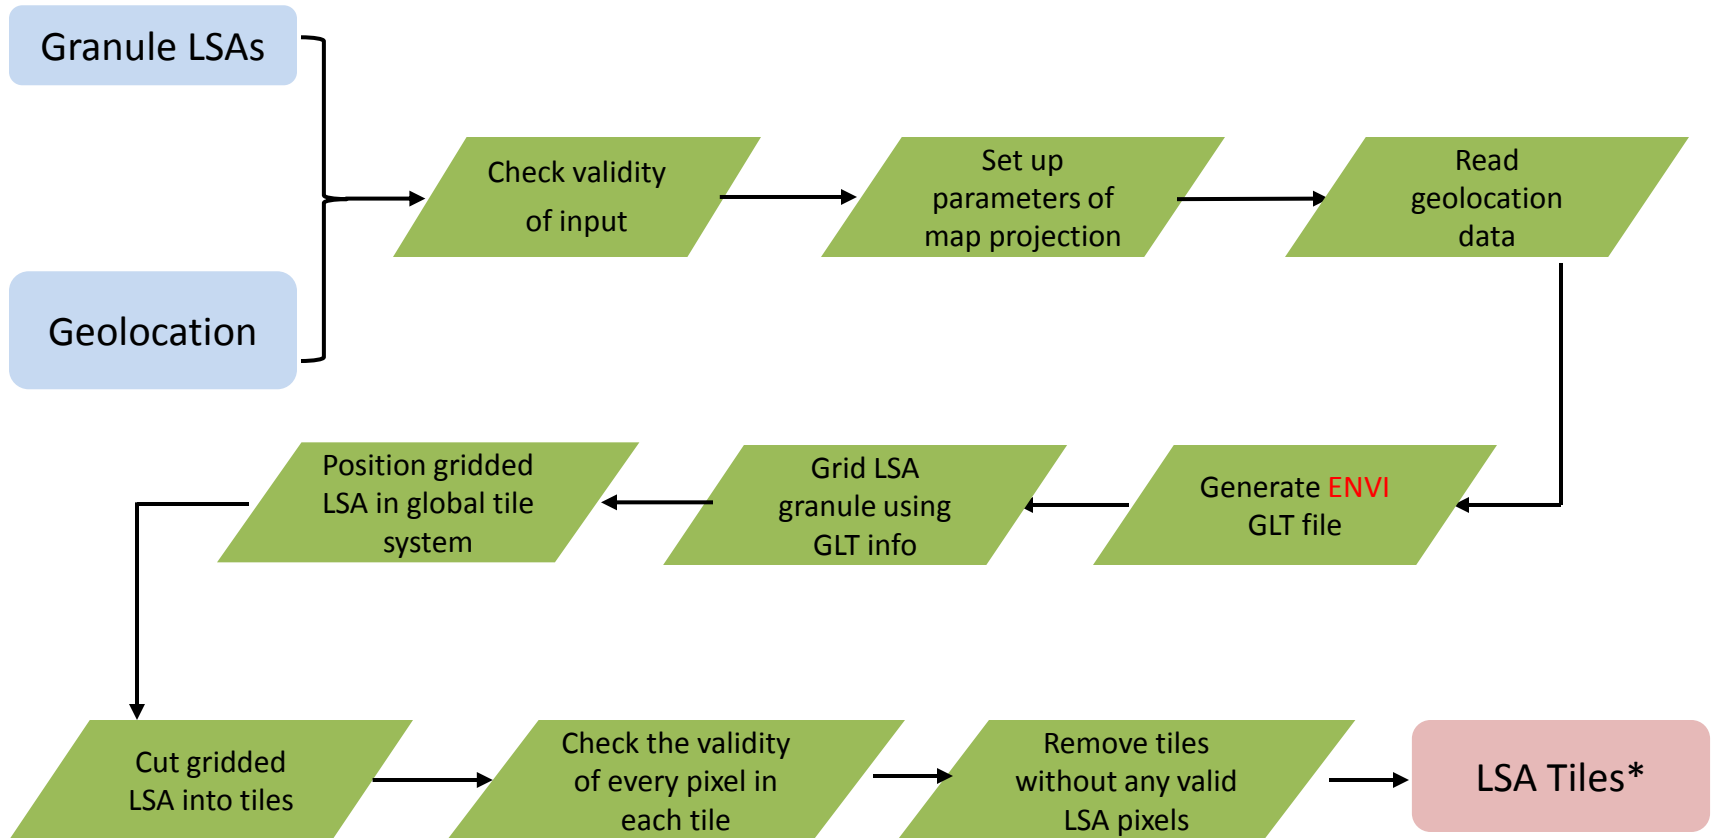 Granule LSAs
Geolocation
Check validity
of input
Set up
parameters of
map projection
Read
geolocation
data
Generate ENVI
GLT file
Grid LSA
granule using
GLT info
Position gridded
LSA in global tile
system
Cut gridded
LSA into tiles
Check the validity
of every pixel in
each tile
Remove tiles
without any valid
LSA pixels
LSA Tiles*